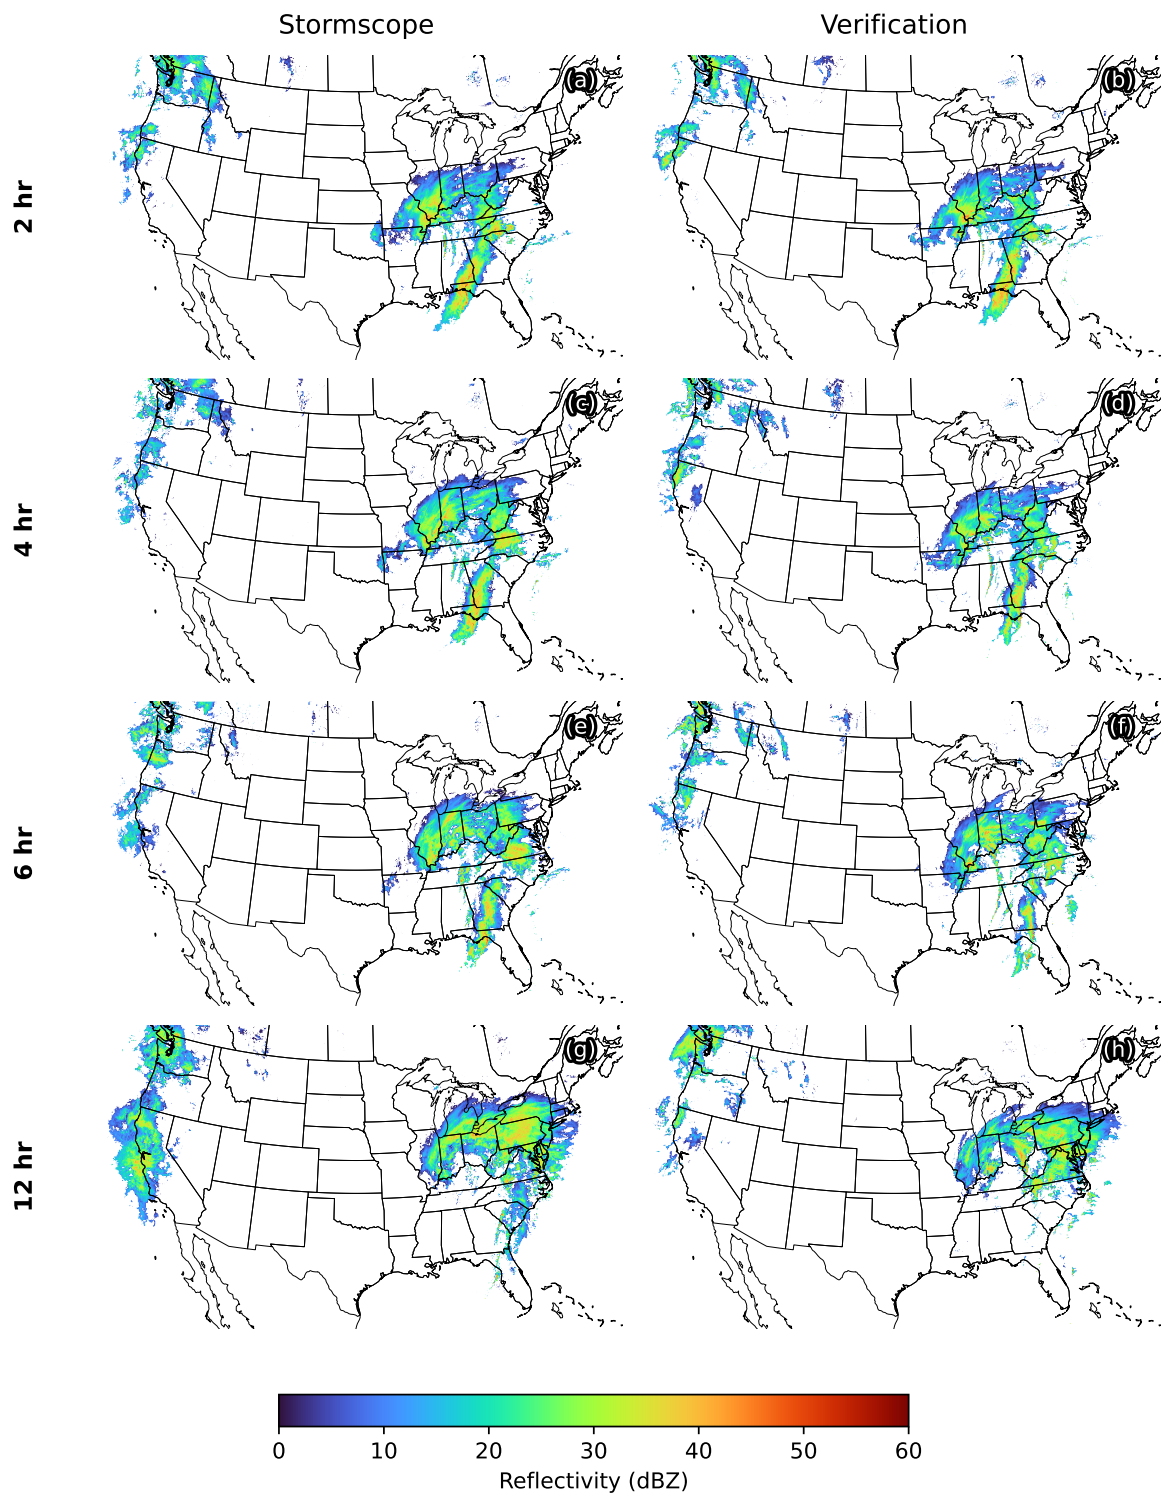 Stormscope Verification
2 hr (a) (b)
4 hr (c) (d)
6 hr (e) (f)
12 hr (g) (h)
0 10 20 30 40 50 60
Reflectivity (dBZ)